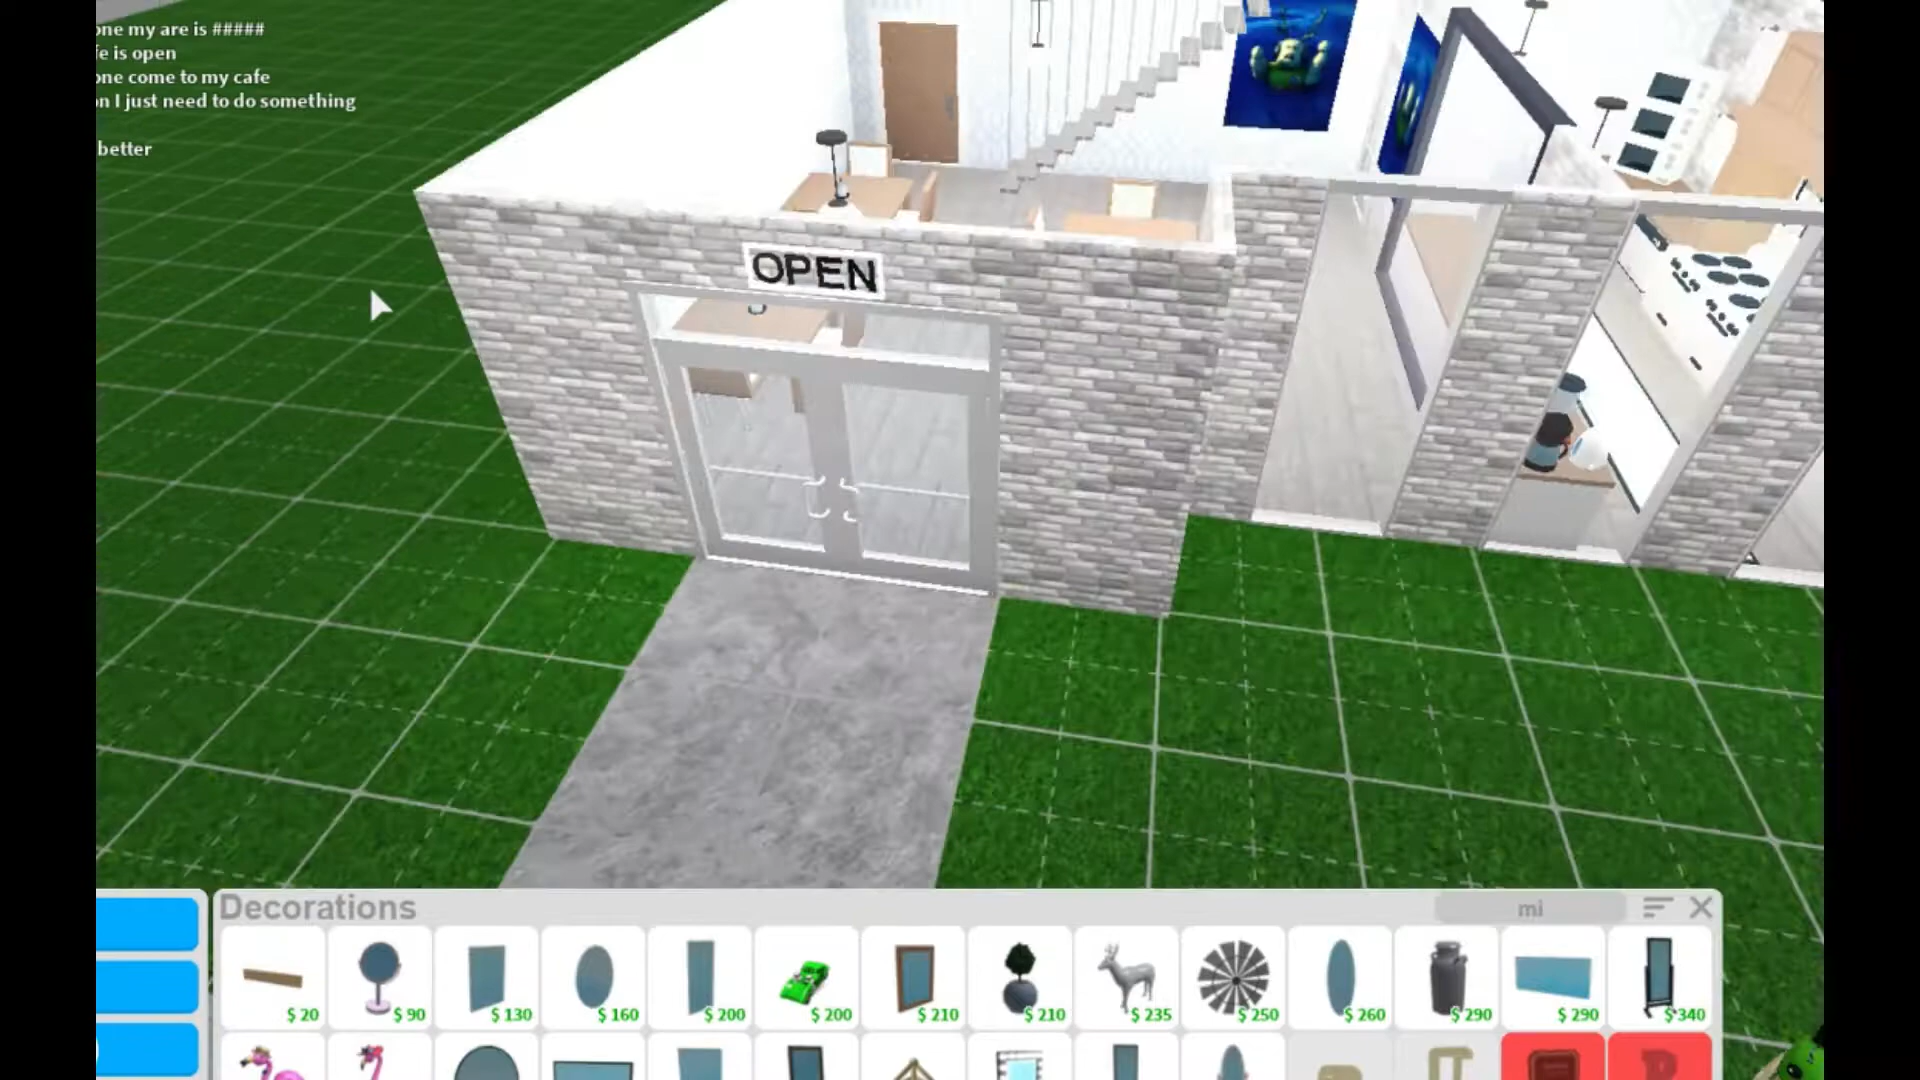 one my are is #####
fe is open
one come to my cafe
on I just need to do something
better
OPEN
Decorations
mi
$ 20
$ 90
$ 130
$ 160
$ 200
$ 200
$ 210
$ 210
$ 235
$ 250
$ 260
$ 290
$ 290
$ 340